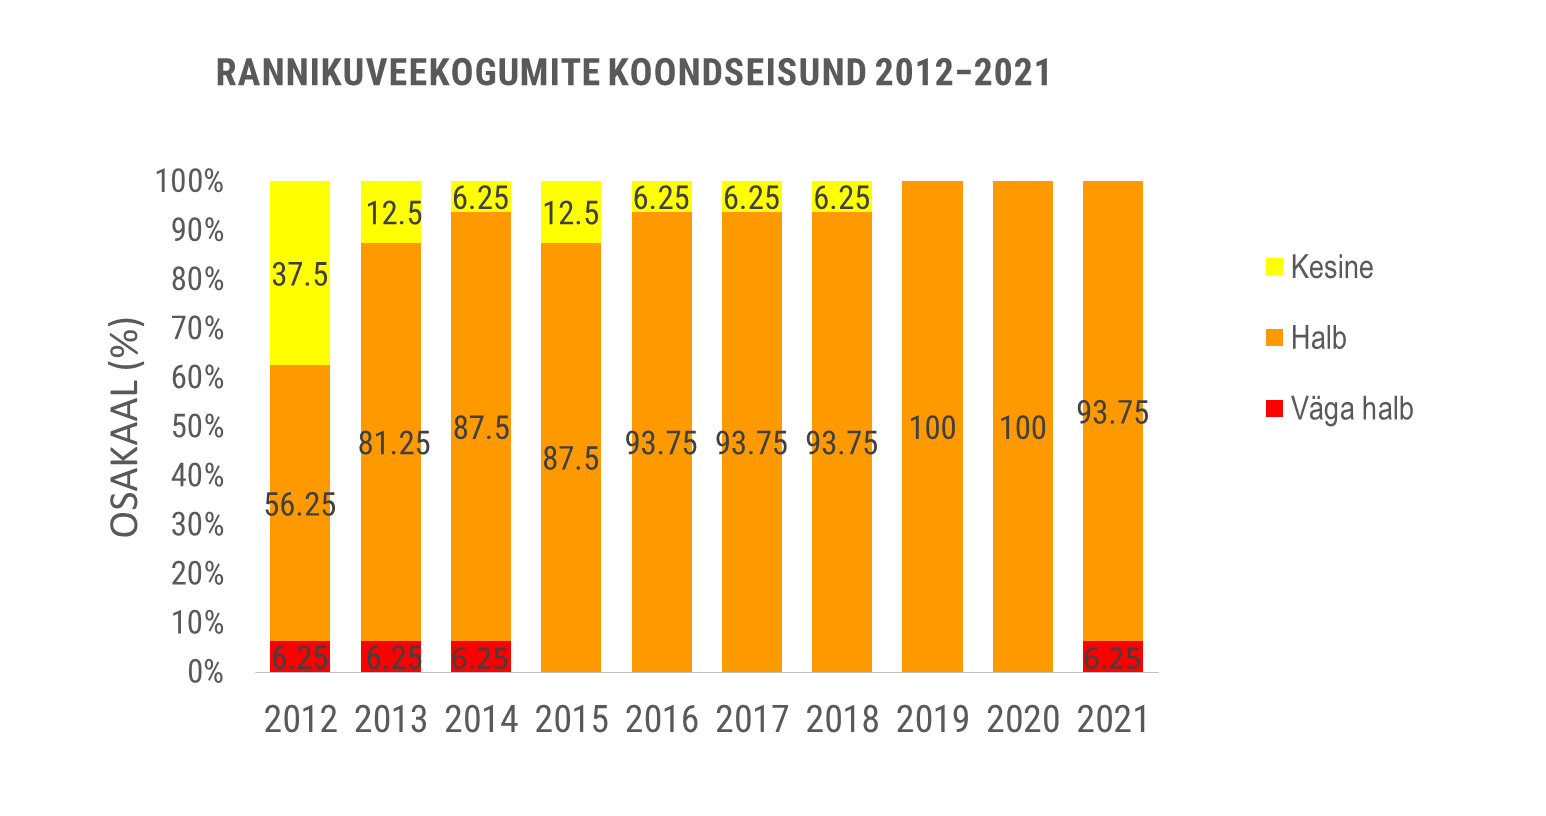 RANNIKUVEEKOGUMITE KOONDSEISUND 2012–2021
OSAKAAL (%)
100%
90%
80%
70%
60%
50%
40%
30%
20%
10%
0%
37.5 12.5 6.25 12.5 6.25 6.25 6.25
56.25 81.25 87.5 87.5 93.75 93.75 93.75 100 100 93.75
6.25 6.25 6.25 6.25
2012 2013 2014 2015 2016 2017 2018 2019 2020 2021
Kesine
Halb
Väga halb